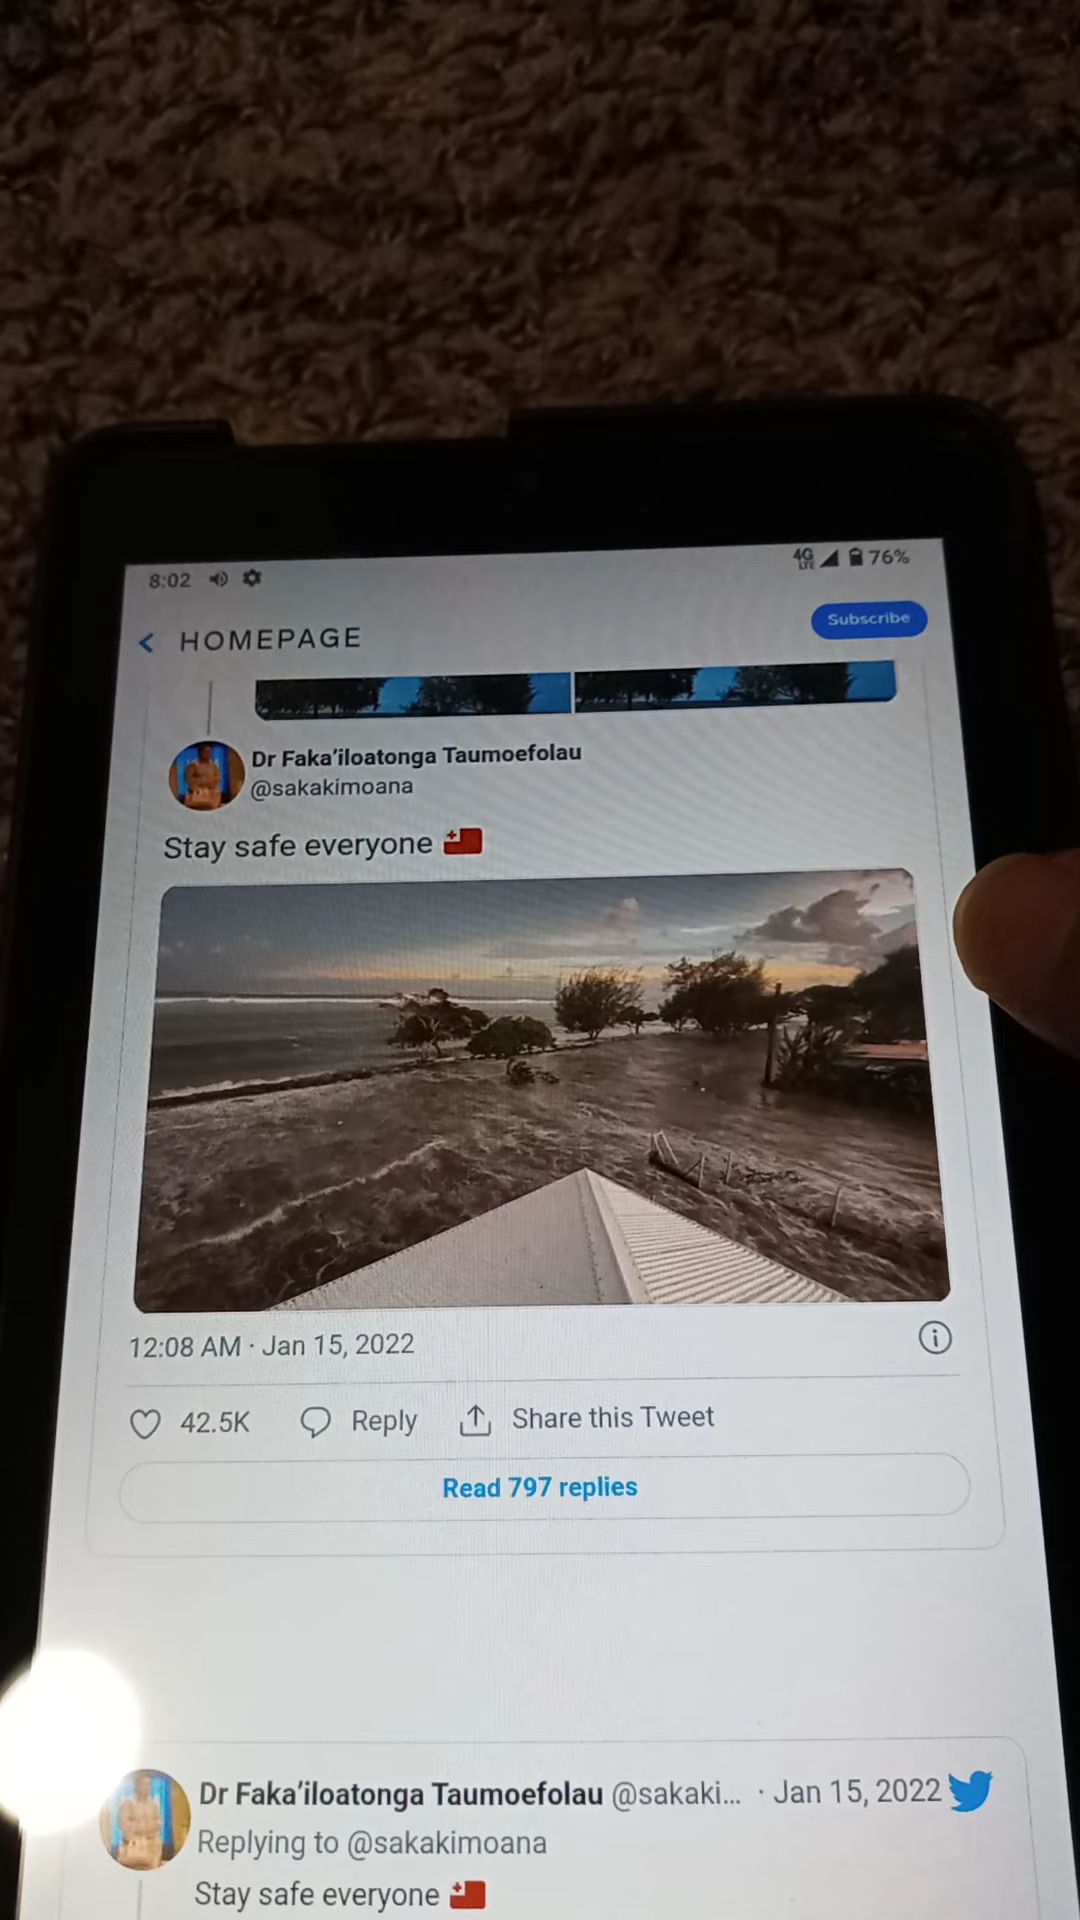 8:02
4G
LTE
76%
HOMEPAGE
Subscribe
Dr Faka'iloatonga Taumoefolau
@sakakimoana
Stay safe everyone 🇹🇴
12:08 AM · Jan 15, 2022
42.5K
Reply
Share this Tweet
Read 797 replies
Dr Faka'iloatonga Taumoefolau @sakaki... · Jan 15, 2022
Replying to @sakakimoana
Stay safe everyone 🇹🇴